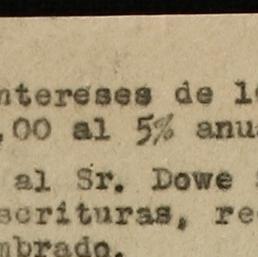 ntereses de l
,00 al 5% anu
al Sr. Dowe
scrituras, re
mbrado.